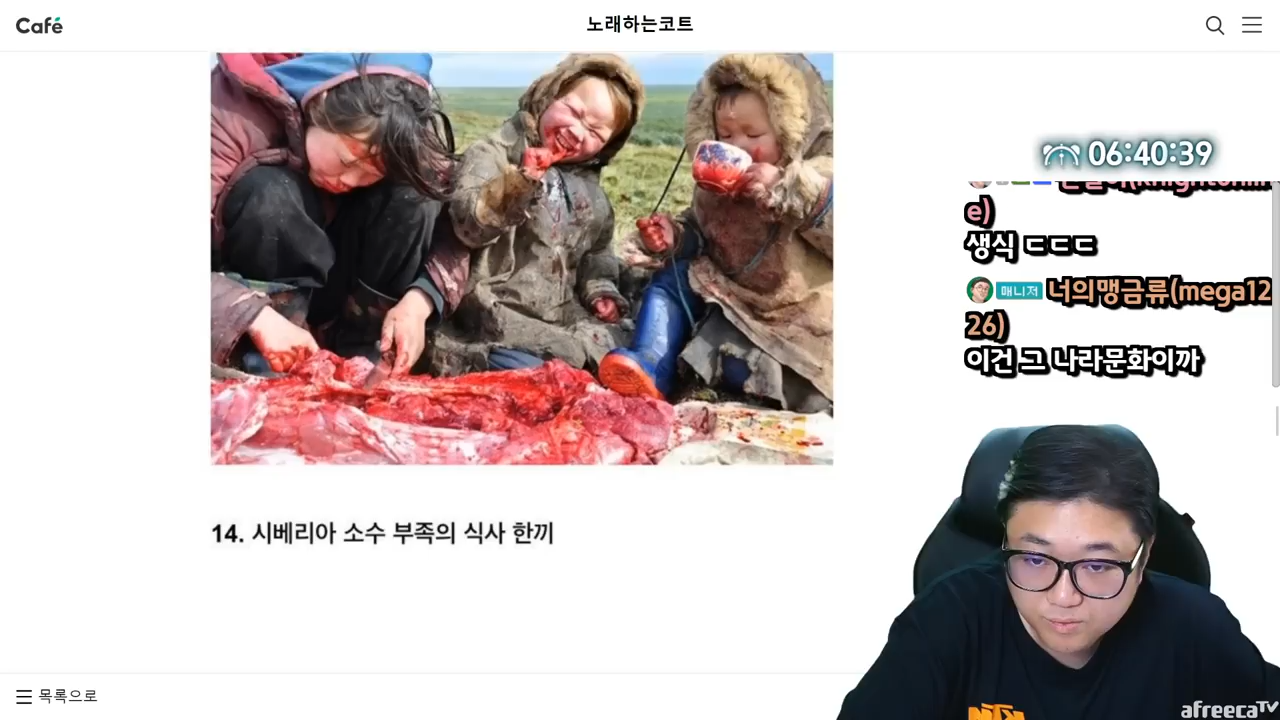 Café
노래하는코트
06:40:39
e)
생식 ㄷㄷㄷ
매니저 너의맹금류(mega12
26)
이건 그 나라문화이까
14. 시베리아 소수 부족의 식사 한끼
목록으로
afreecaTV